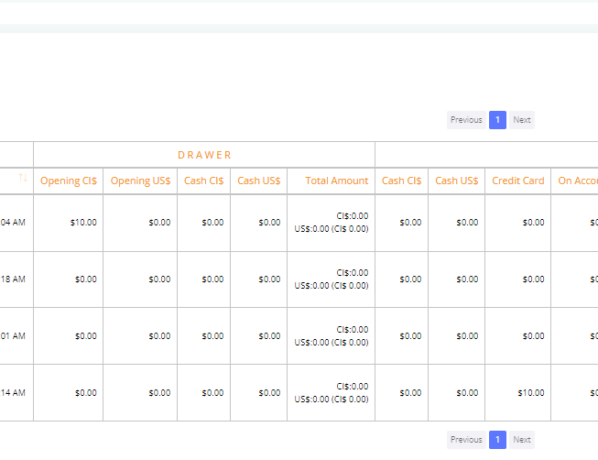 Previous 1 Next
DRAWER
Opening CI$ Opening US$ Cash CI$ Cash US$ Total Amount Cash CI$ Cash US$ Credit Card On Accou
04 AM $10.00 $0.00 $0.00 $0.00 CI$:0.00 $0.00 $0.00 $0.00 $0
US$:0.00 (CI$ 0.00)
18 AM $0.00 $0.00 $0.00 $0.00 CI$:0.00 $0.00 $0.00 $0.00 $0
US$:0.00 (CI$ 0.00)
01 AM $0.00 $0.00 $0.00 $0.00 CI$:0.00 $0.00 $0.00 $0.00 $0
US$:0.00 (CI$ 0.00)
14 AM $0.00 $0.00 $0.00 $0.00 CI$:0.00 $0.00 $0.00 $10.00 $0
US$:0.00 (CI$ 0.00)
Previous 1 Next